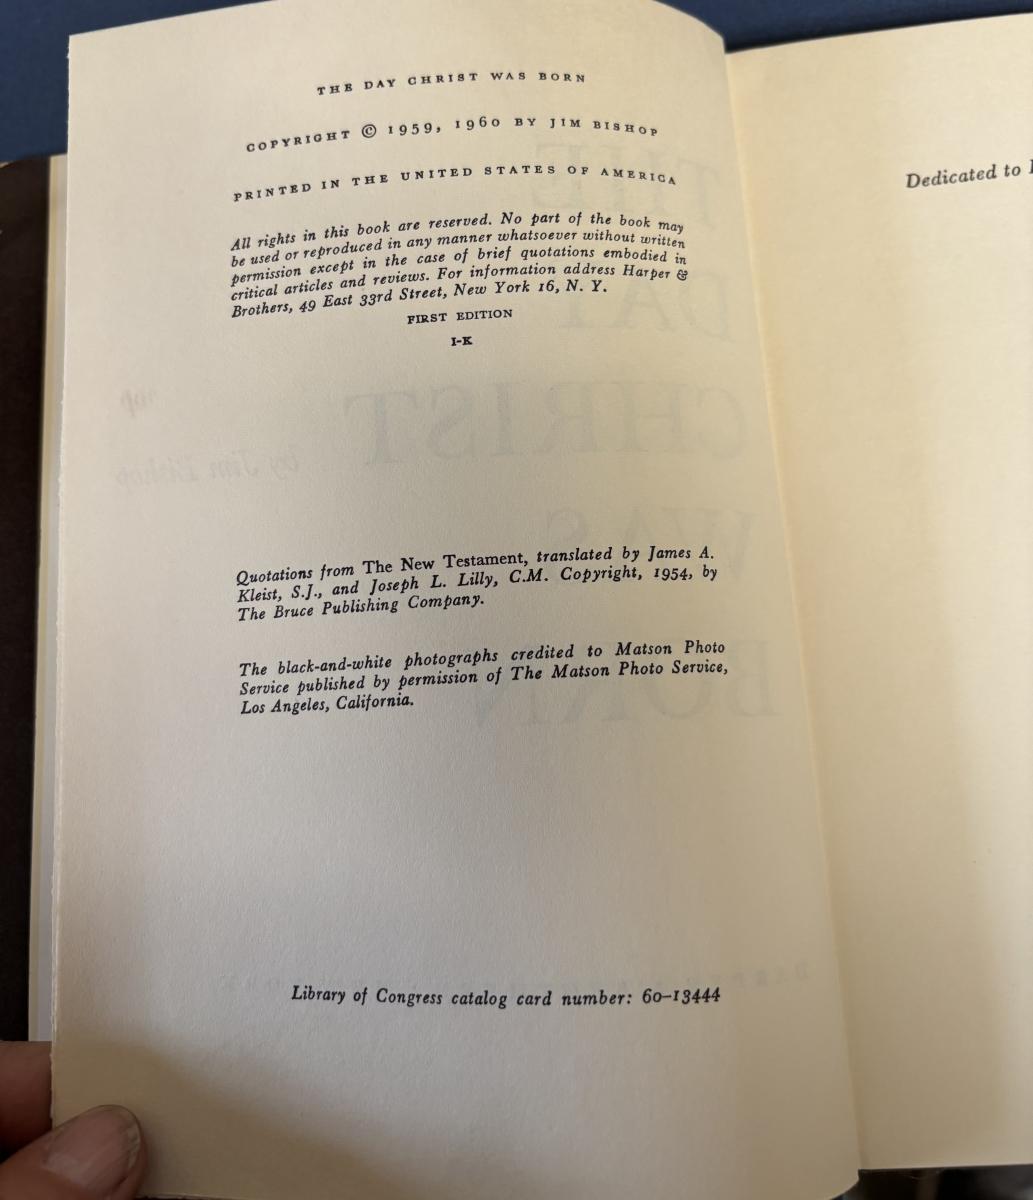 THE DAY CHRIST WAS BORN
COPYRIGHT © 1959, 1960 BY JIM BISHOP
PRINTED IN THE UNITED STATES OF AMERICA
All rights in this book are reserved. No part of the book may
be used or reproduced in any manner whatsoever without written
permission except in the case of brief quotations embodied in
critical articles and reviews. For information address Harper &
Brothers, 49 East 33rd Street, New York 16, N. Y.
FIRST EDITION
I-K
Quotations from The New Testament, translated by James A.
Kleist, S.J., and Joseph L. Lilly, C.M. Copyright, 1954, by
The Bruce Publishing Company.
The black-and-white photographs credited to Matson Photo
Service published by permission of The Matson Photo Service,
Los Angeles, California.
Library of Congress catalog card number: 60-13444
Dedicated to